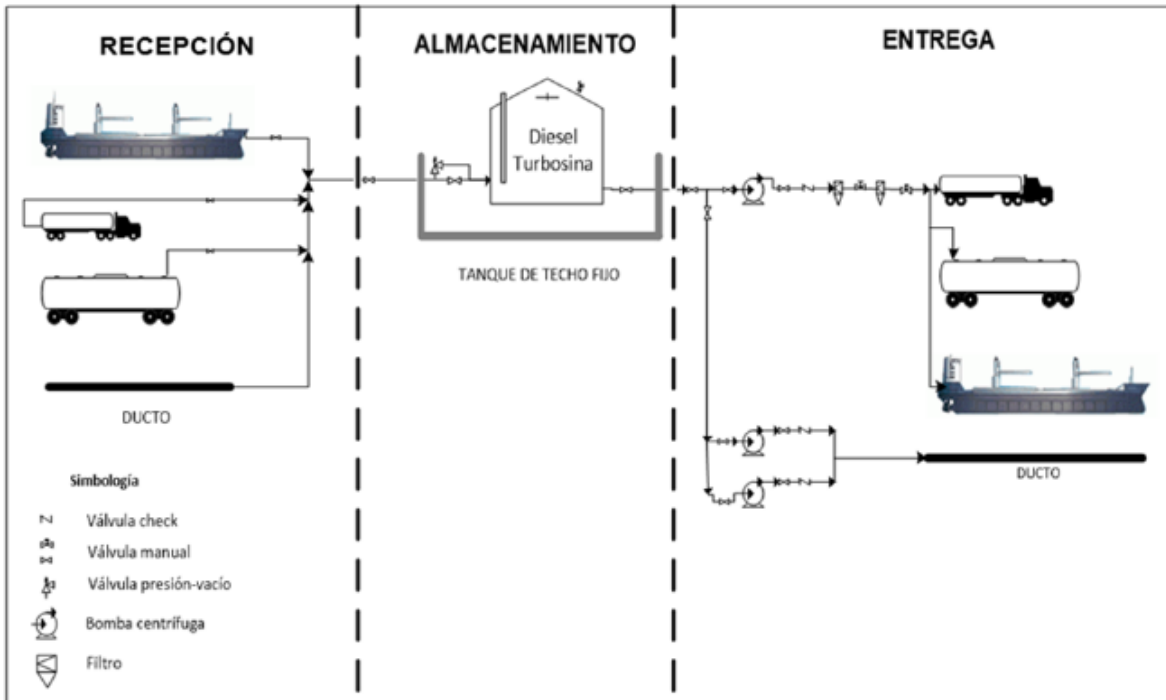 RECEPCIÓN
ALMACENAMIENTO
ENTREGA
Diesel
Turbosina
TANQUE DE TECHO FIJO
DUCTO
DUCTO
Simbología
Válvula check
Válvula manual
Válvula presión-vacío
Bomba centrífuga
Filtro